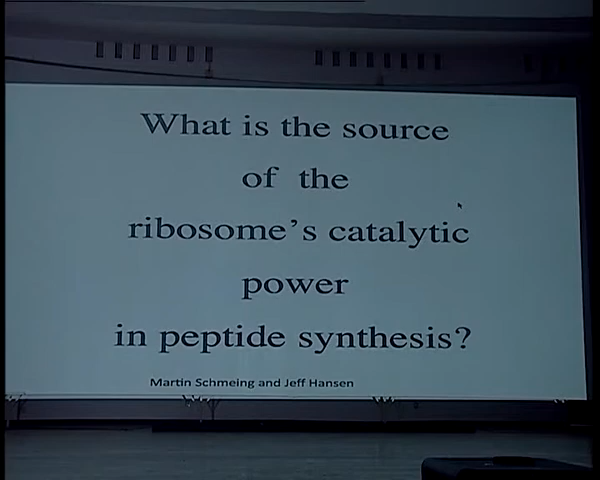 What is the source
of the
ribosome's catalytic
power
in peptide synthesis?
Martin Schmeing and Jeff Hansen